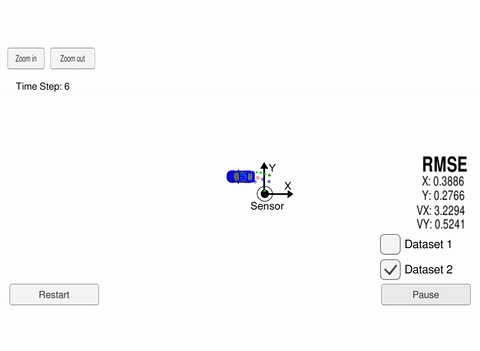 Zoom in Zoom out
Time Step: 6
Y
X
Sensor
RMSE
X: 0.3886
Y: 0.2766
VX: 3.2294
VY: 0.5241
Dataset 1
Dataset 2
Restart
Pause